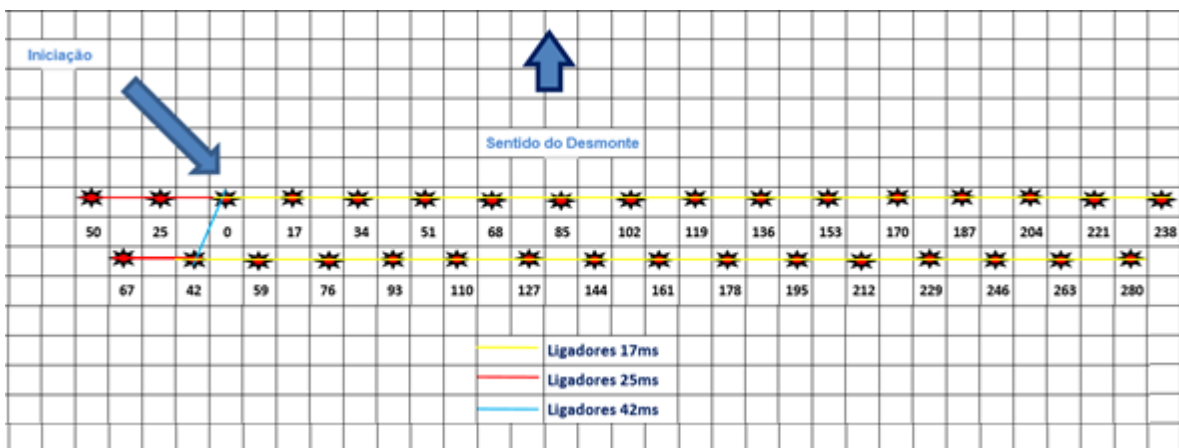 Iniciação
Sentido do Desmonte
50 25 0 17 34 51 68 85 102 119 136 153 170 187 204 221 238
67 42 59 76 93 110 127 144 161 178 195 212 229 246 263 280
Ligadores 17ms
Ligadores 25ms
Ligadores 42ms